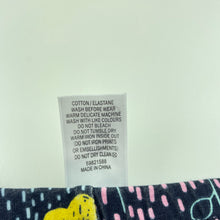 COTTON / ELASTANE
WASH BEFORE WEAR
WARM DELICATE MACHINE
WASH WITH LIKE COLOURS
DO NOT BLEACH
DO NOT TUMBLE DRY
WARM IRON INSIDE OUT
(DO NOT IRON PRINTS
OR EMBELLISHMENTS)
DO NOT DRY CLEAN
69821588
MADE IN CHINA